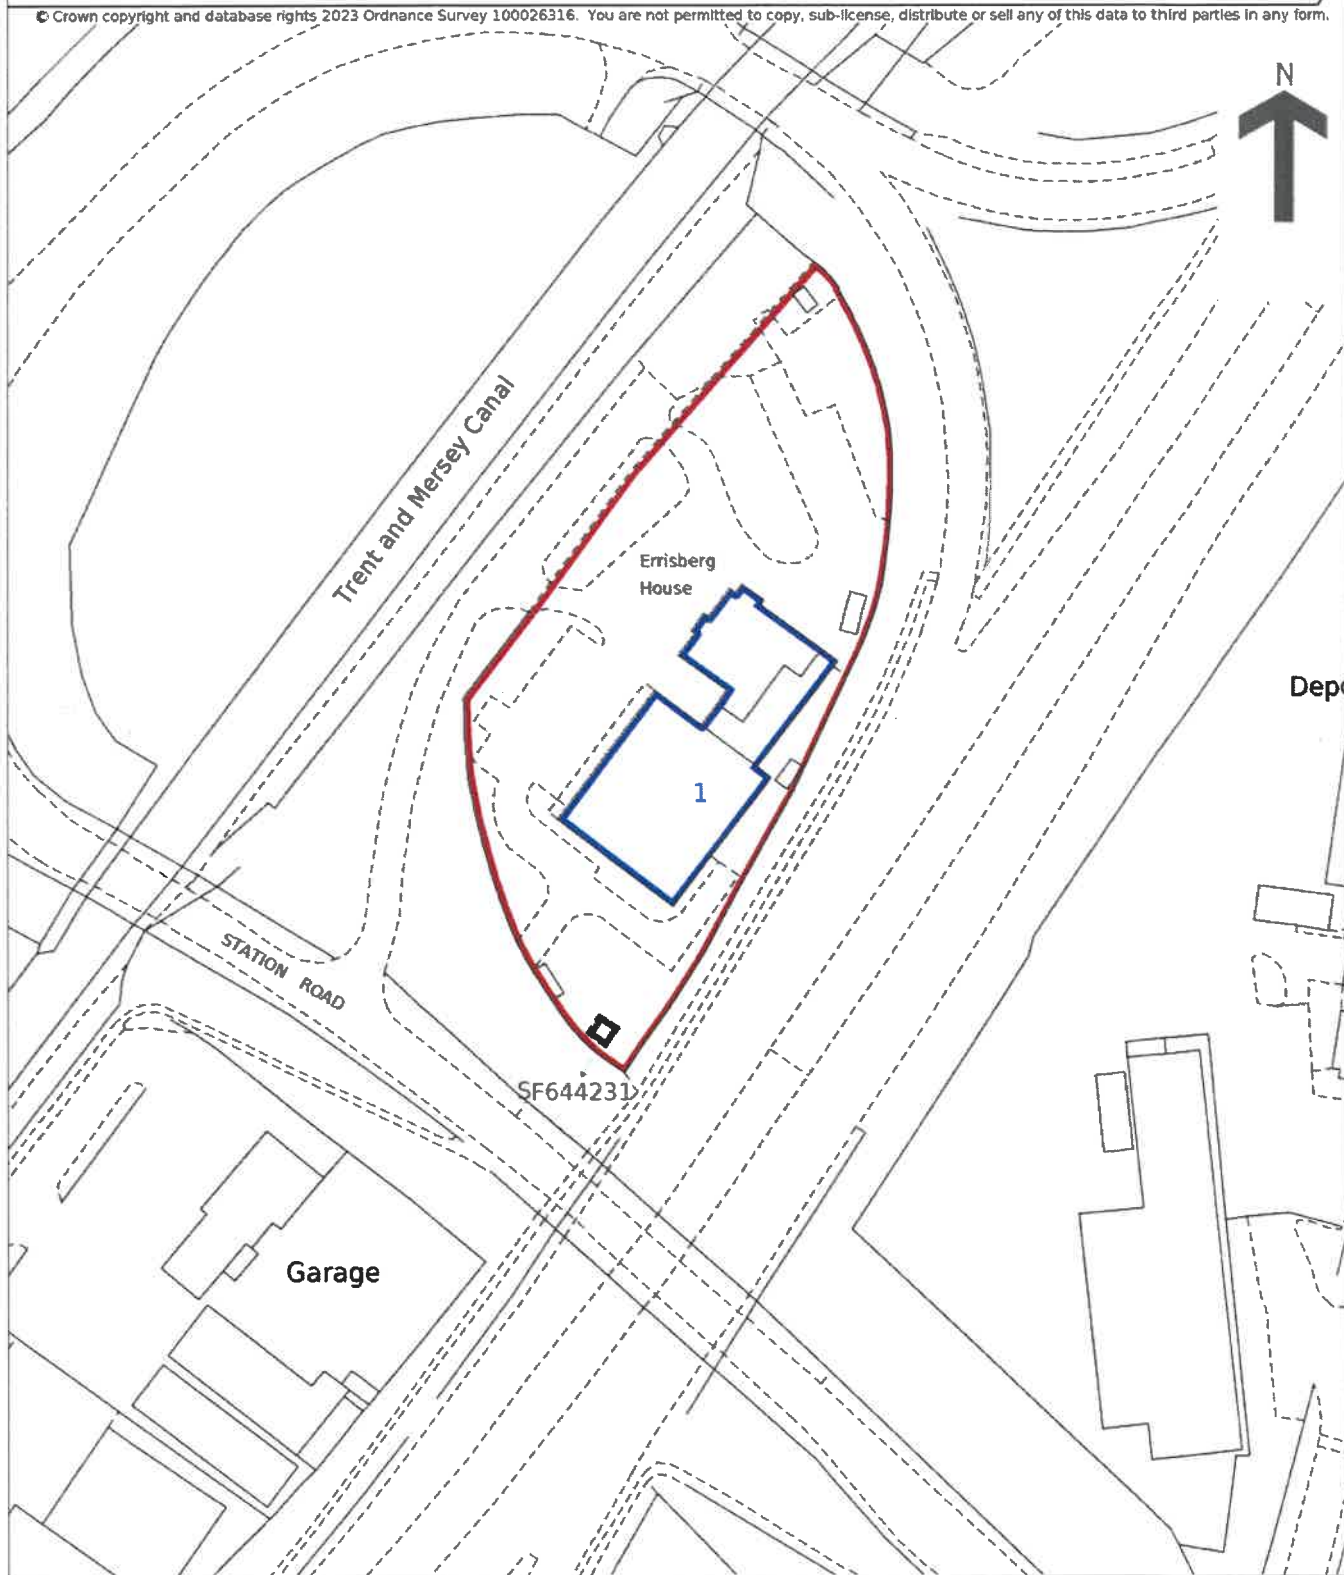 © Crown copyright and database rights 2023 Ordnance Survey 100026316. You are not permitted to copy, sub-license, distribute or sell any of this data to third parties in any form.
N
Trent and Mersey Canal
Errisberg
House
Dep
1
STATION ROAD
SF644231
Garage